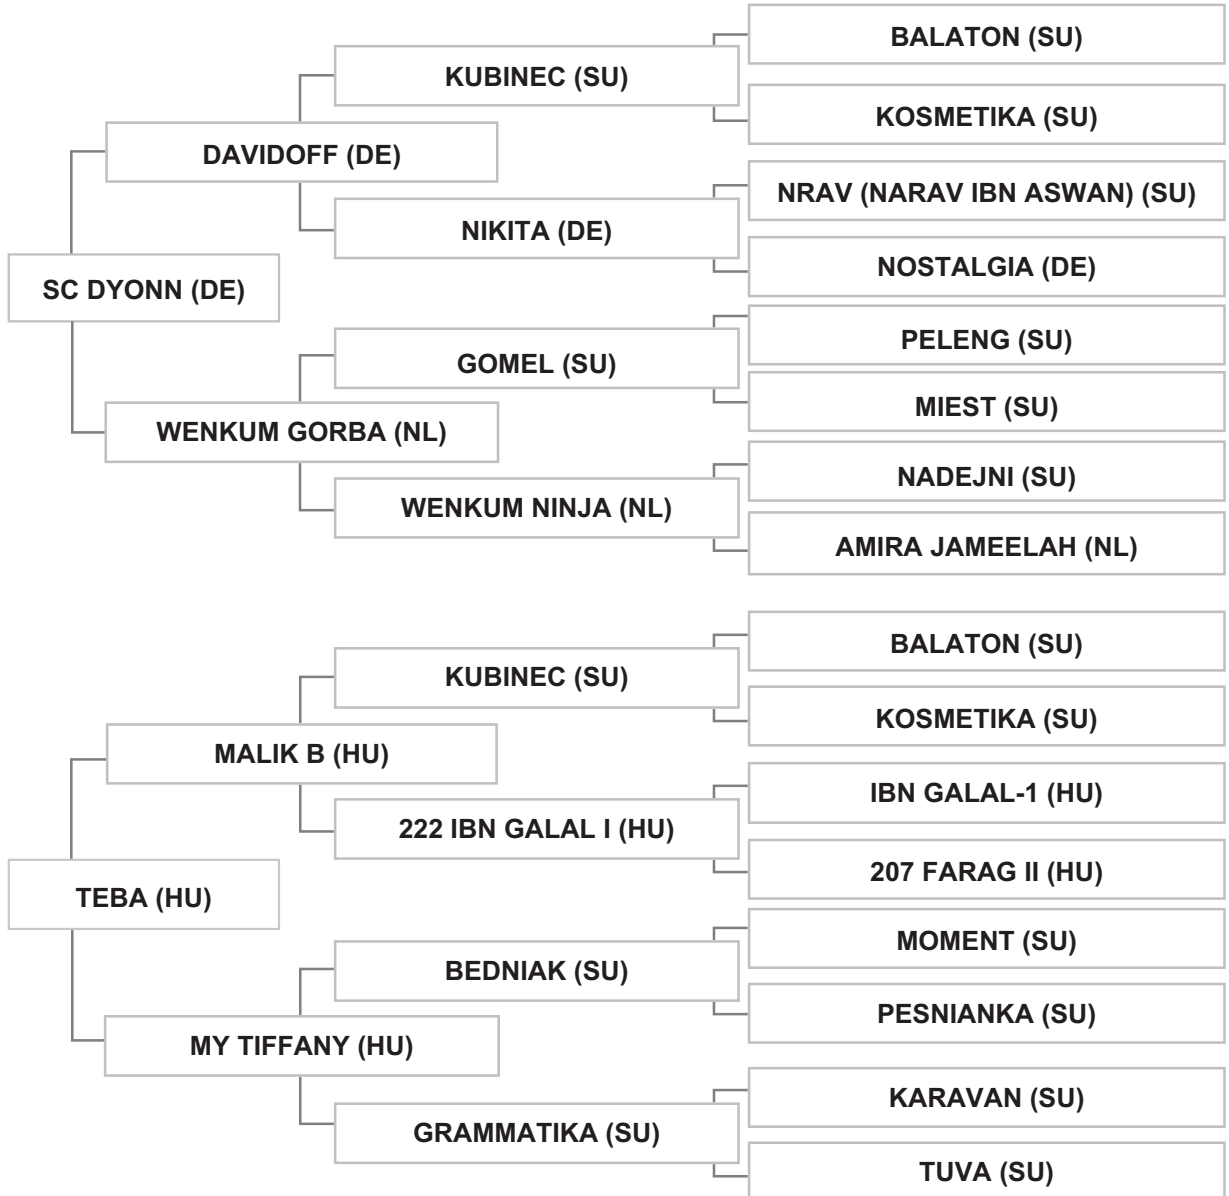 BALATON (SU)
KUBINEC (SU)
KOSMETIKA (SU)
DAVIDOFF (DE)
NRAV (NARAV IBN ASWAN) (SU)
NIKITA (DE)
NOSTALGIA (DE)
SC DYONN (DE)
PELENG (SU)
GOMEL (SU)
MIEST (SU)
WENKUM GORBA (NL)
NADEJNI (SU)
WENKUM NINJA (NL)
AMIRA JAMEELAH (NL)
BALATON (SU)
KUBINEC (SU)
KOSMETIKA (SU)
MALIK B (HU)
IBN GALAL-1 (HU)
222 IBN GALAL I (HU)
207 FARAG II (HU)
TEBA (HU)
MOMENT (SU)
BEDNIAK (SU)
PESNIANKA (SU)
MY TIFFANY (HU)
KARAVAN (SU)
GRAMMATIKA (SU)
TUVA (SU)